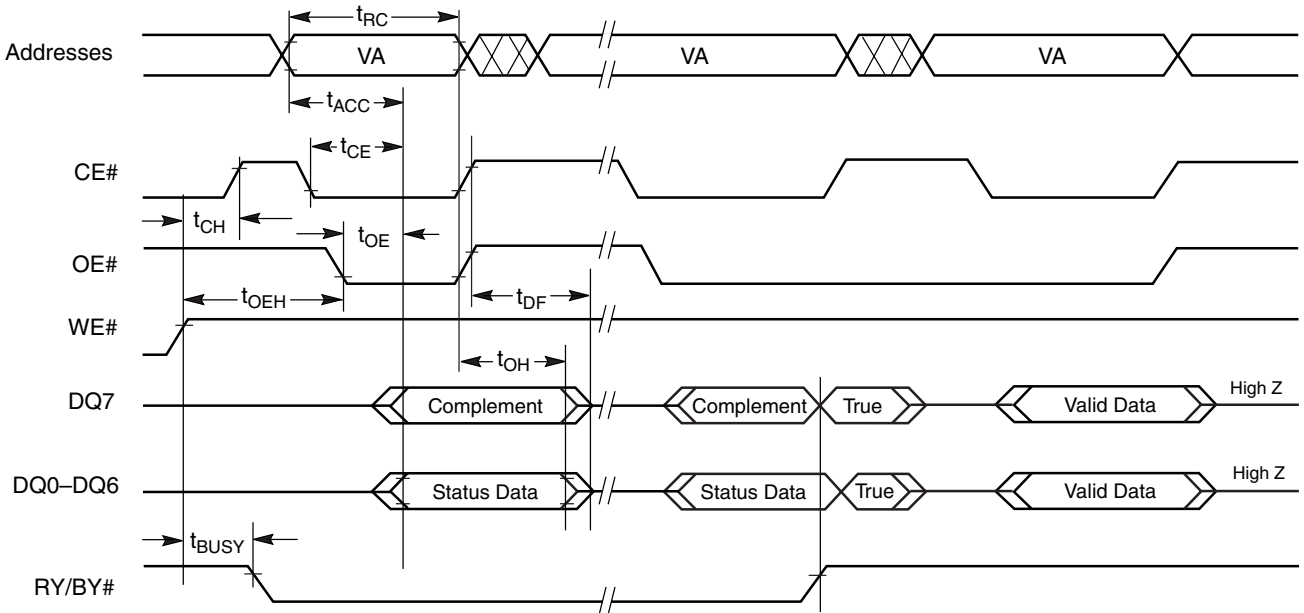 tRC
Addresses VA VA VA
tACC
tCE
CE#
tCH
tOE
OE#
tOEH tDF
WE#
tOH
DQ7 Complement Complement True Valid Data High Z
DQ0–DQ6 Status Data Status Data True Valid Data High Z
tBUSY
RY/BY#